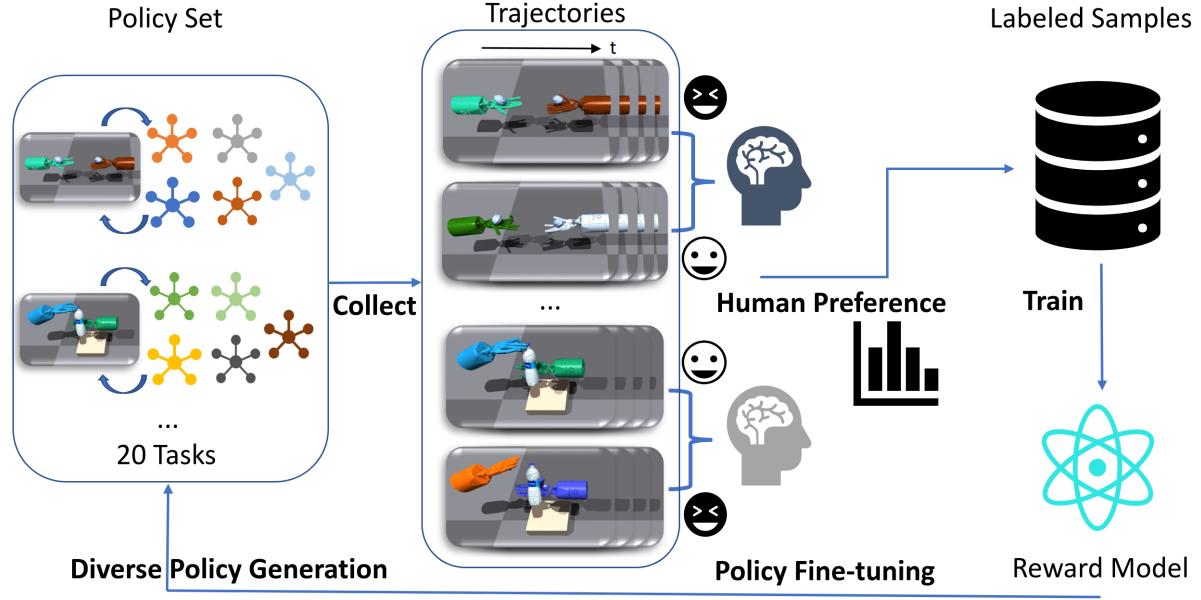 Policy Set
Trajectories
Labeled Samples
t
Collect
...
Human Preference
Train
...
20 Tasks
Diverse Policy Generation
Policy Fine-tuning
Reward Model